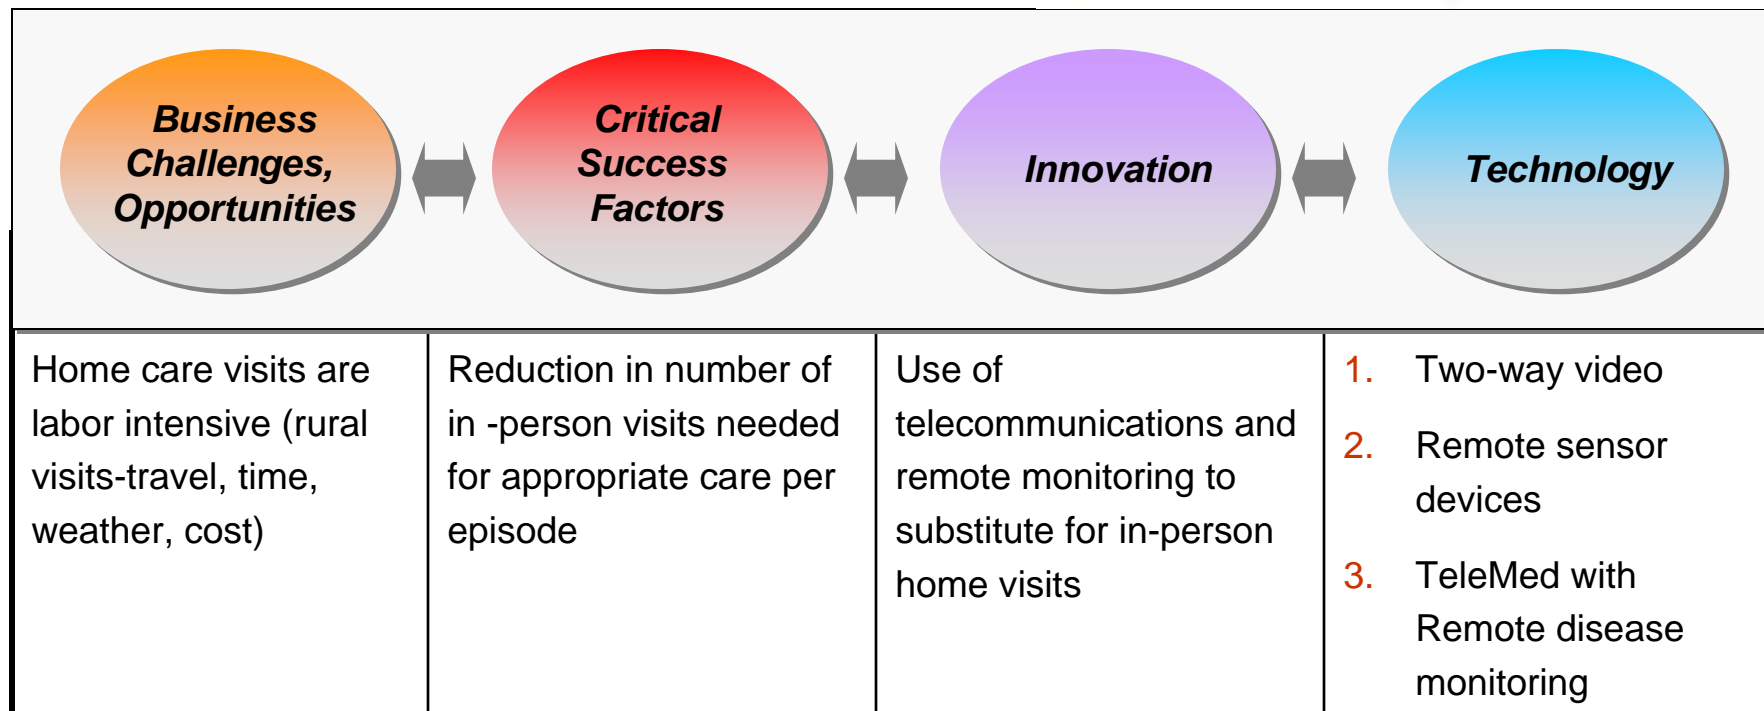 Business
Challenges,
Opportunities
Critical
Success
Factors
Innovation
Technology
Home care visits are
labor intensive (rural
visits-travel, time,
weather, cost)
Reduction in number of
in -person visits needed
for appropriate care per
episode
Use of
telecommunications and
remote monitoring to
substitute for in-person
home visits
1. Two-way video
2. Remote sensor
devices
3. TeleMed with
Remote disease
monitoring